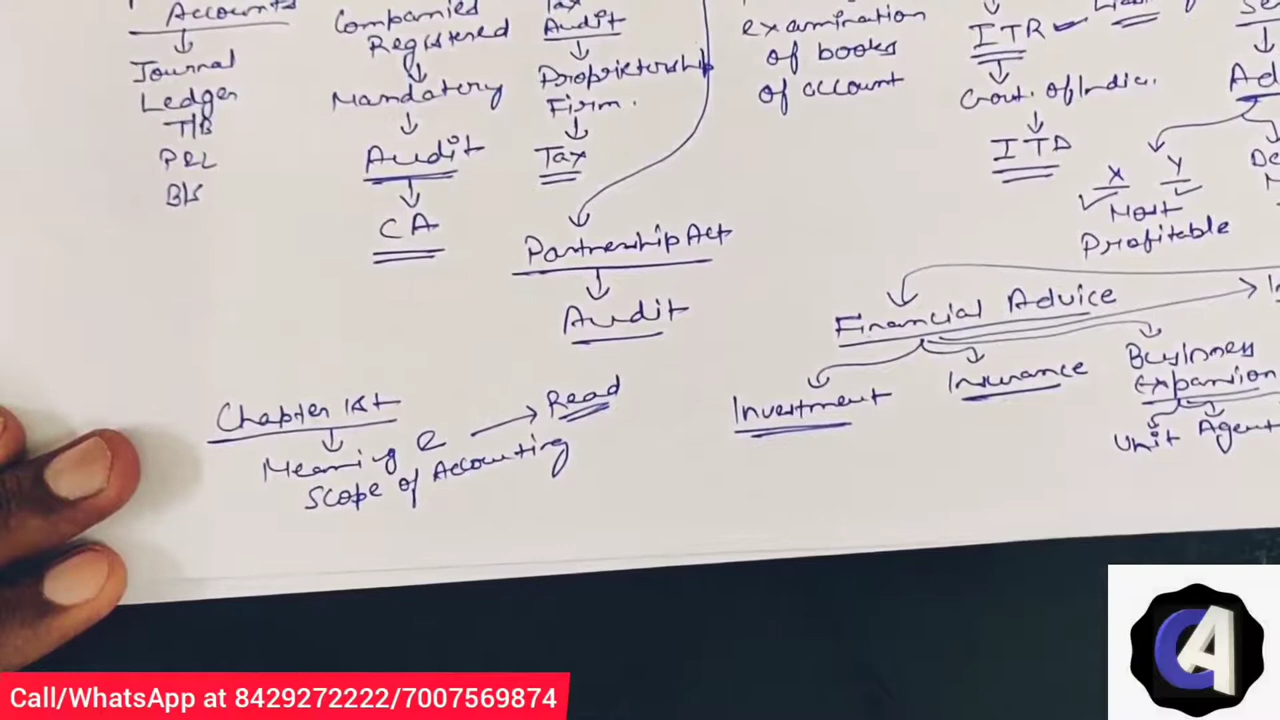 Accounts
Journal
Ledger
T/B
P&L
B/S
Companies
Registered
Mandatory
Audit
CA
Tax
Audit
Proprietorship
Firm.
Tax
Partnership Act
Audit
examination
of books
of account
ITR
Govt. of India.
ITD
X Y
Most
Profitable
Financial Advice
Investment
Insurance
Business
Expansion
Unit Agent
Chapter 1st
Read
Meaning &
Scope of Accounting
CA
Call/WhatsApp at 8429272222/7007569874